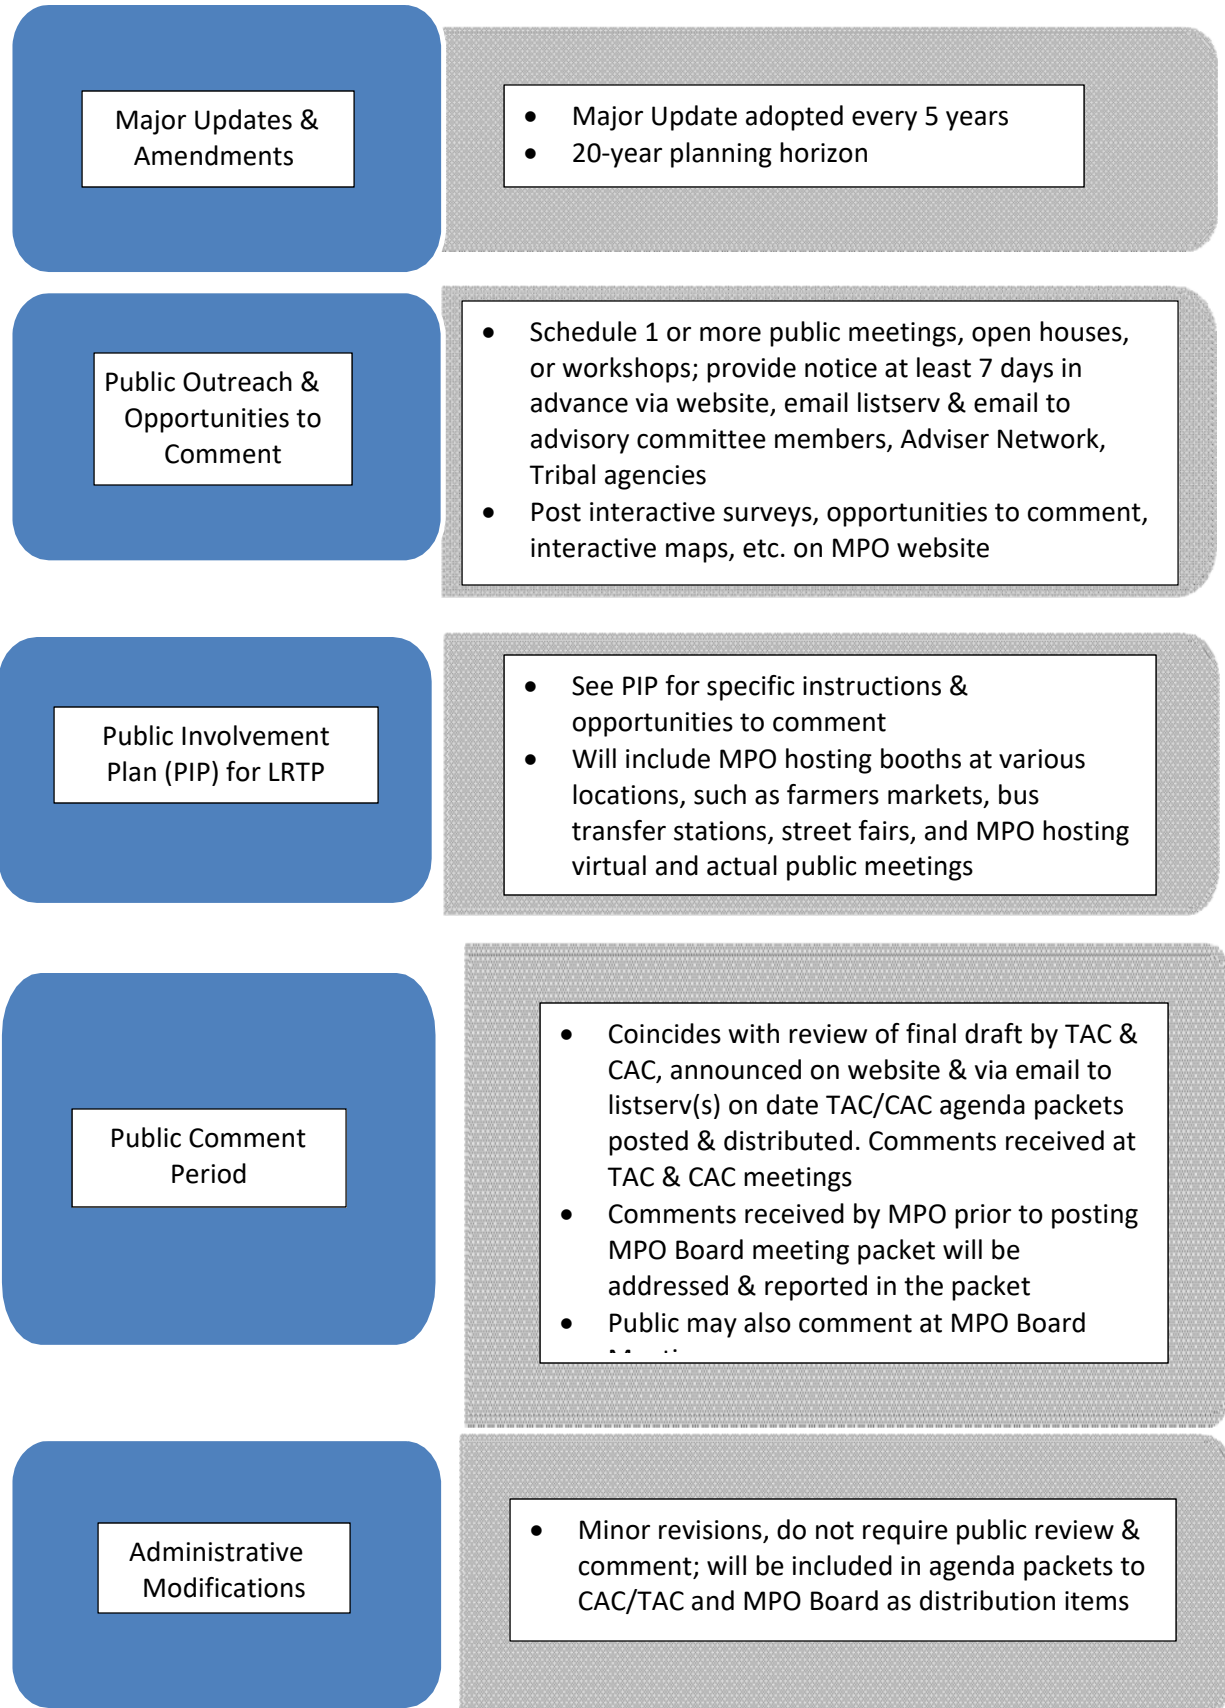 Major Updates &
Amendments
• Major Update adopted every 5 years
• 20-year planning horizon
Public Outreach &
Opportunities to
Comment
• Schedule 1 or more public meetings, open houses,
or workshops; provide notice at least 7 days in
advance via website, email listserv & email to
advisory committee members, Adviser Network,
Tribal agencies
• Post interactive surveys, opportunities to comment,
interactive maps, etc. on MPO website
Public Involvement
Plan (PIP) for LRTP
• See PIP for specific instructions &
opportunities to comment
• Will include MPO hosting booths at various
locations, such as farmers markets, bus
transfer stations, street fairs, and MPO hosting
virtual and actual public meetings
Public Comment
Period
• Coincides with review of final draft by TAC &
CAC, announced on website & via email to
listserv(s) on date TAC/CAC agenda packets
posted & distributed. Comments received at
TAC & CAC meetings
• Comments received by MPO prior to posting
MPO Board meeting packet will be
addressed & reported in the packet
• Public may also comment at MPO Board
Administrative
Modifications
• Minor revisions, do not require public review &
comment; will be included in agenda packets to
CAC/TAC and MPO Board as distribution items